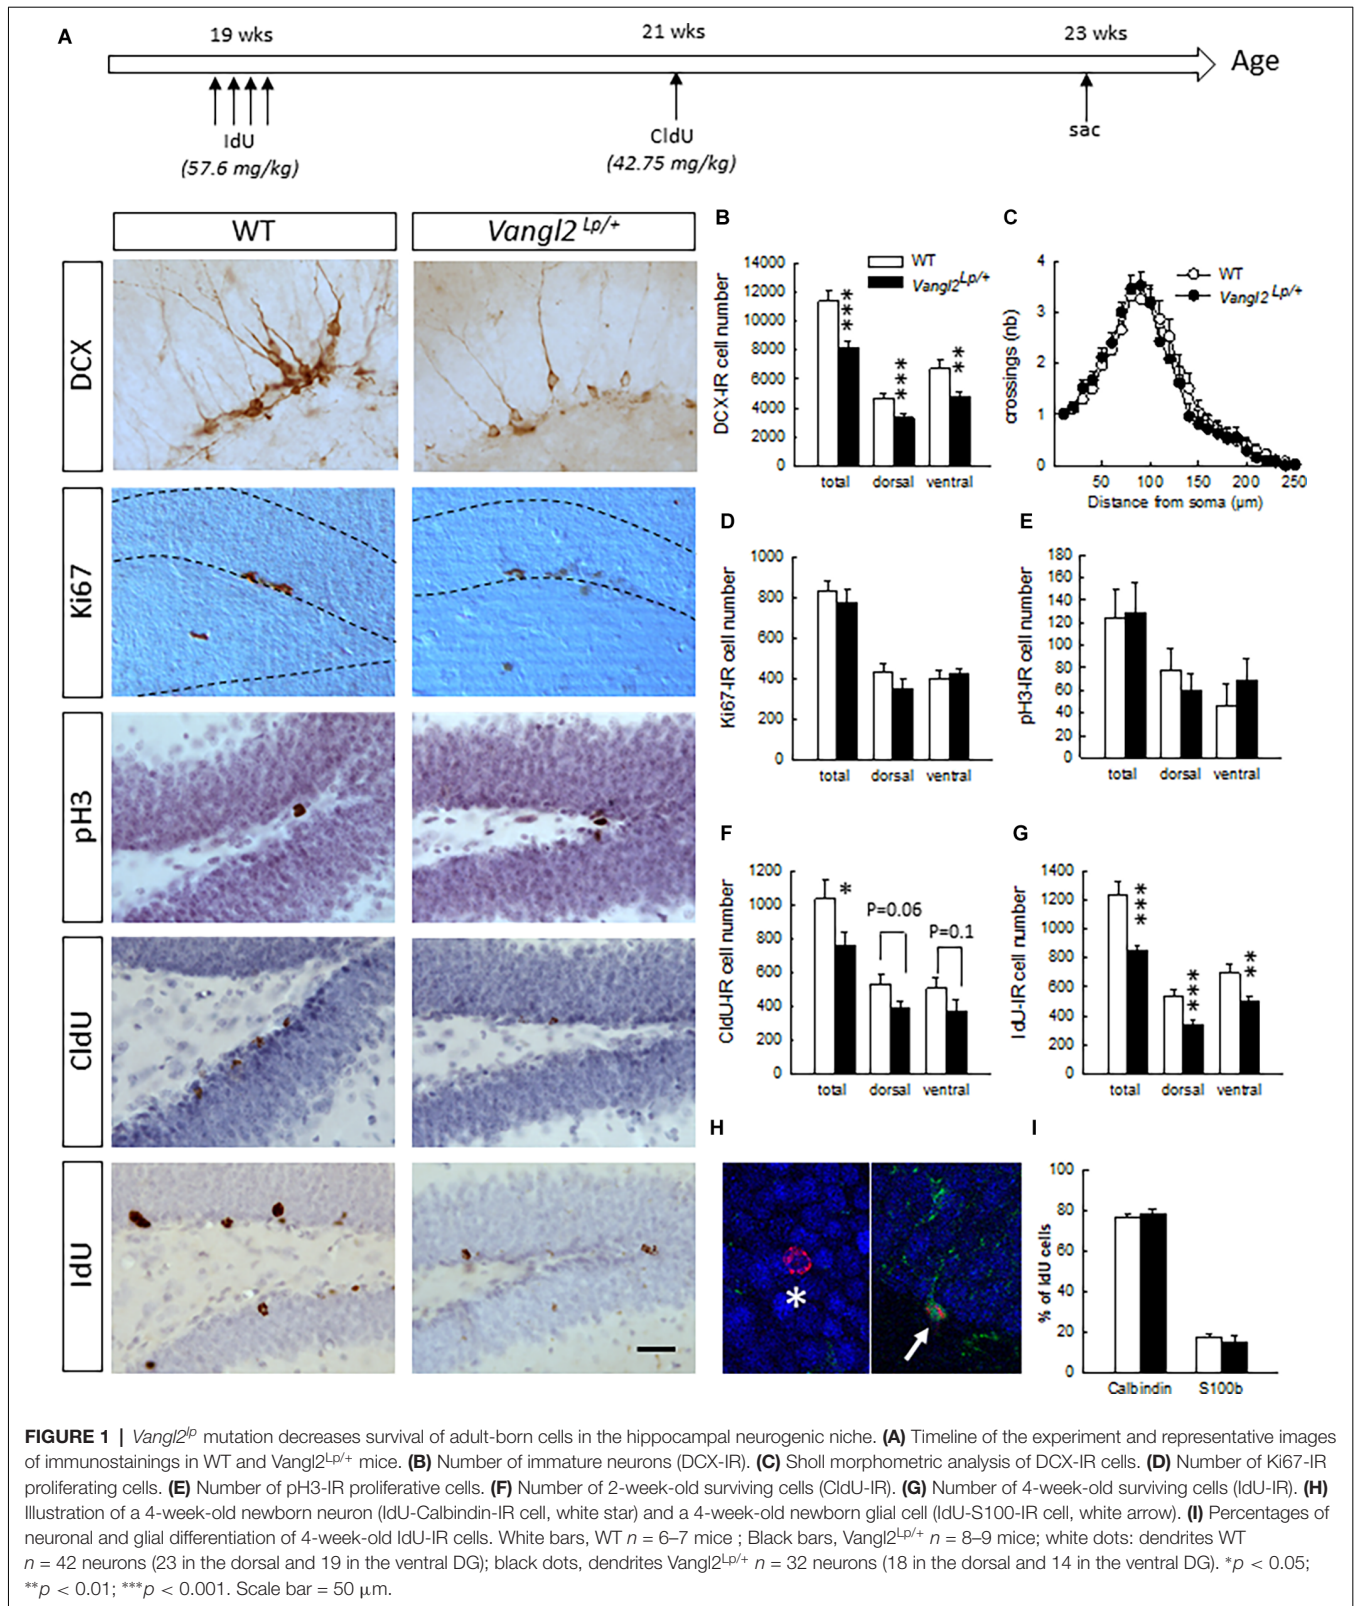 A
19 wks
21 wks
23 wks
Age
IdU
(57.6 mg/kg)
CldU
(42.75 mg/kg)
sac
WT
Vangl2 Lp/+
DCX
Ki67
pH3
CldU
IdU
B
14000
12000
10000
8000
6000
4000
2000
0
DCX-IR cell number
WT
Vangl2Lp/+
***
***
**
total dorsal ventral
C
4
3
2
1
0
crossings (nb)
WT
Vangl2 Lp/+
50 100 150 200 250
Distance from soma (µm)
D
1000
800
600
400
200
0
Ki67-IR cell number
total dorsal ventral
E
180
160
140
120
100
80
60
40
20
0
pH3-IR cell number
total dorsal ventral
F
1200
1000
800
600
400
200
0
CldU-IR cell number
*
P=0.06
P=0.1
total dorsal ventral
G
1400
1200
1000
800
600
400
200
0
IdU-IR cell number
***
***
**
total dorsal ventral
H
*
I
100
80
60
40
20
0
% of IdU cells
Calbindin S100b
FIGURE 1 | Vangl2lp mutation decreases survival of adult-born cells in the hippocampal neurogenic niche. (A) Timeline of the experiment and representative images
of immunostainings in WT and Vangl2Lp/+ mice. (B) Number of immature neurons (DCX-IR). (C) Sholl morphometric analysis of DCX-IR cells. (D) Number of Ki67-IR
proliferating cells. (E) Number of pH3-IR proliferative cells. (F) Number of 2-week-old surviving cells (CldU-IR). (G) Number of 4-week-old surviving cells (IdU-IR). (H)
Illustration of a 4-week-old newborn neuron (IdU-Calbindin-IR cell, white star) and a 4-week-old newborn glial cell (IdU-S100-IR cell, white arrow). (I) Percentages of
neuronal and glial differentiation of 4-week-old IdU-IR cells. White bars, WT n = 6–7 mice ; Black bars, Vangl2Lp/+ n = 8–9 mice; white dots: dendrites WT
n = 42 neurons (23 in the dorsal and 19 in the ventral DG); black dots, dendrites Vangl2Lp/+ n = 32 neurons (18 in the dorsal and 14 in the ventral DG). *p < 0.05;
**p < 0.01; ***p < 0.001. Scale bar = 50 µm.